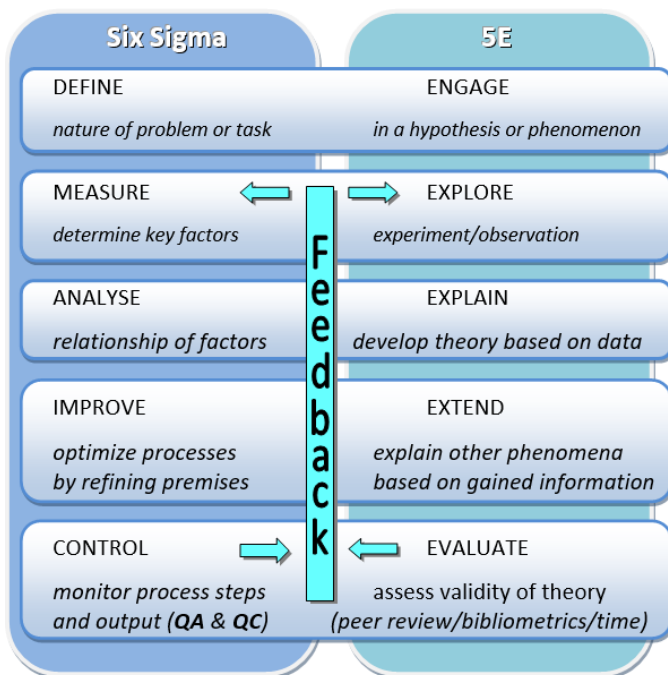 Six Sigma
5E
DEFINE
nature of problem or task
ENGAGE
in a hypothesis or phenomenon
MEASURE
determine key factors
EXPLORE
experiment/observation
ANALYSE
relationship of factors
EXPLAIN
develop theory based on data
IMPROVE
optimize processes
by refining premises
EXTEND
explain other phenomena
based on gained information
CONTROL
monitor process steps
and output (QA & QC)
EVALUATE
assess validity of theory
(peer review/bibliometrics/time)
Feedback